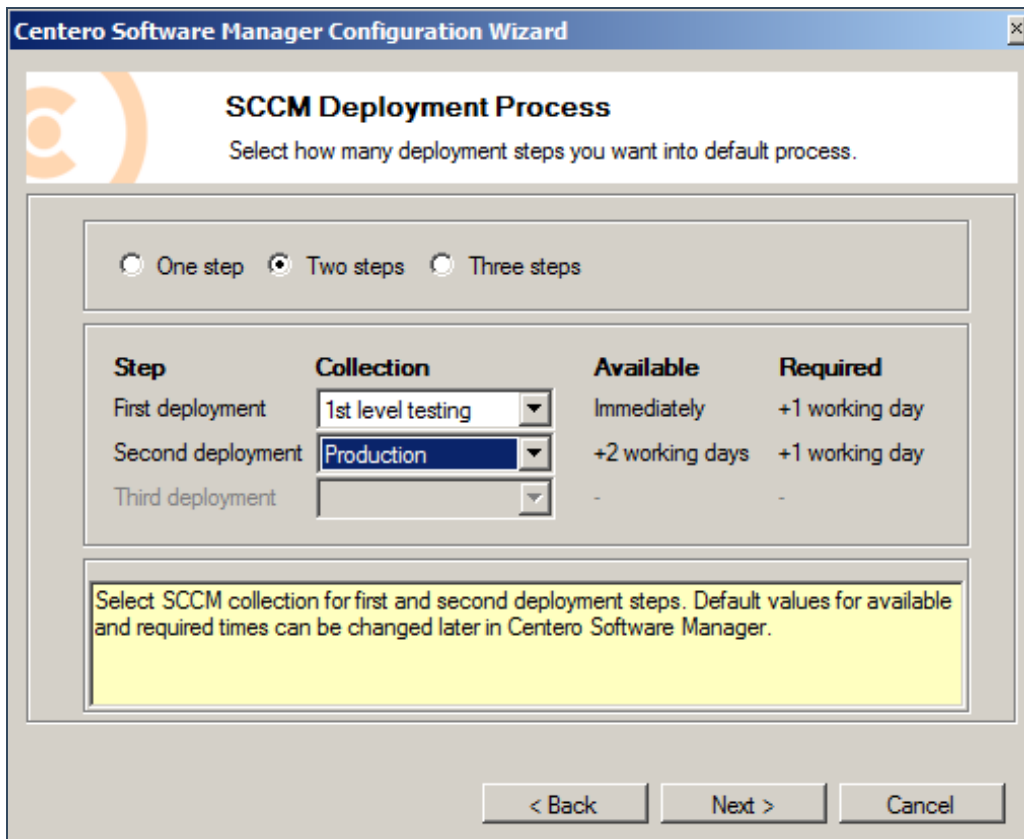 Centero Software Manager Configuration Wizard
SCCM Deployment Process
Select how many deployment steps you want into default process.
One step Two steps Three steps
Step Collection Available Required
First deployment 1st level testing Immediately +1 working day
Second deployment Production +2 working days +1 working day
Third deployment - -
Select SCCM collection for first and second deployment steps. Default values for available
and required times can be changed later in Centero Software Manager.
< Back Next > Cancel